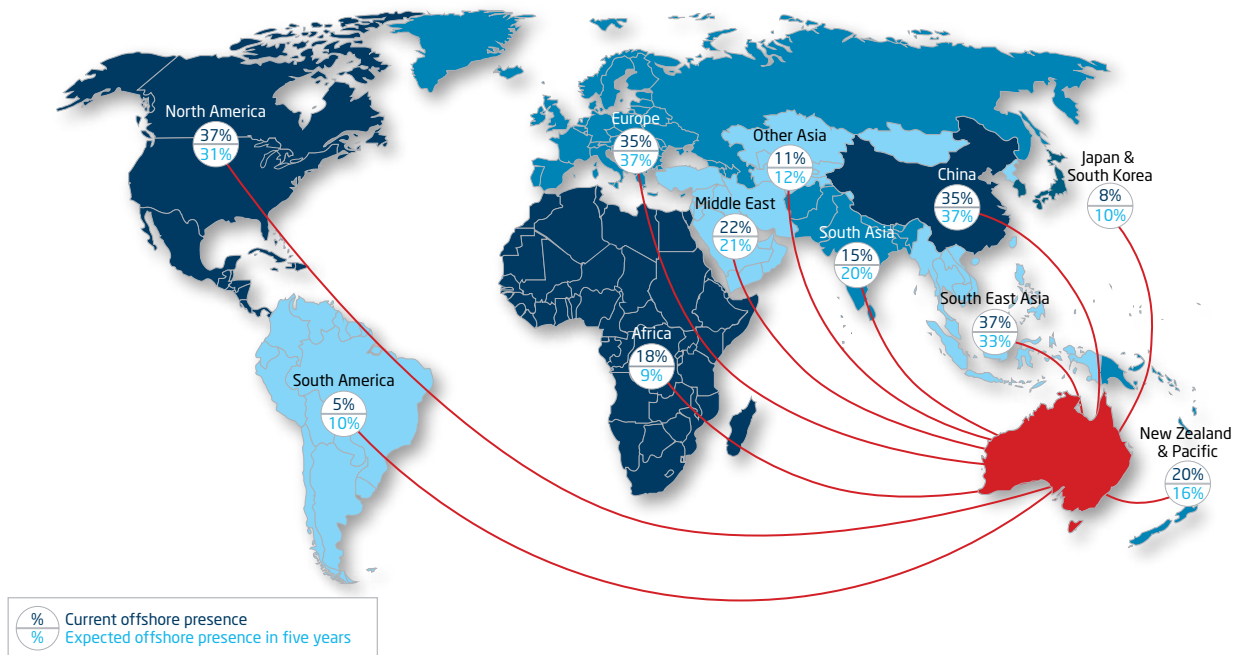 North America
37%
31%
Europe
35%
37%
Other Asia
11%
12%
China
35%
37%
Japan &
South Korea
8%
10%
Middle East
22%
21%
South Asia
15%
20%
South East Asia
37%
33%
Africa
18%
9%
South America
5%
10%
New Zealand
& Pacific
20%
16%
% Current offshore presence
% Expected offshore presence in five years